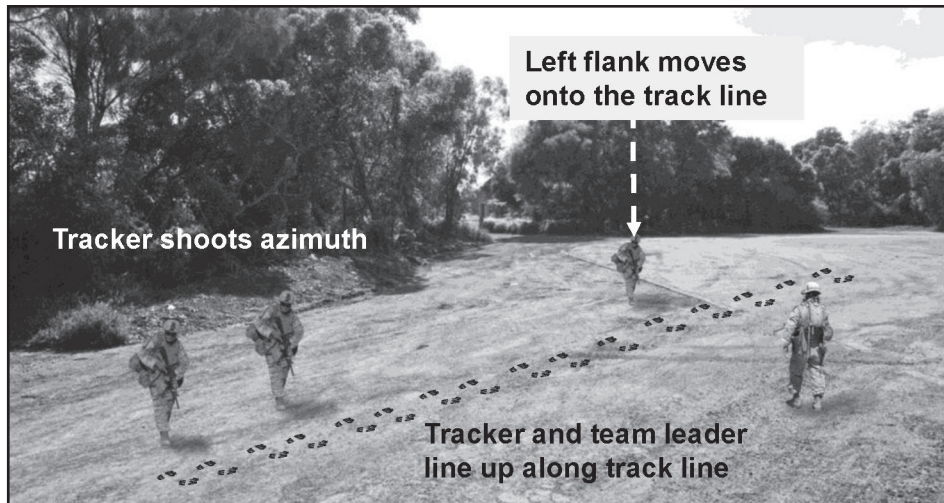 Left flank moves
onto the track line
Tracker shoots azimuth
Tracker and team leader
line up along track line